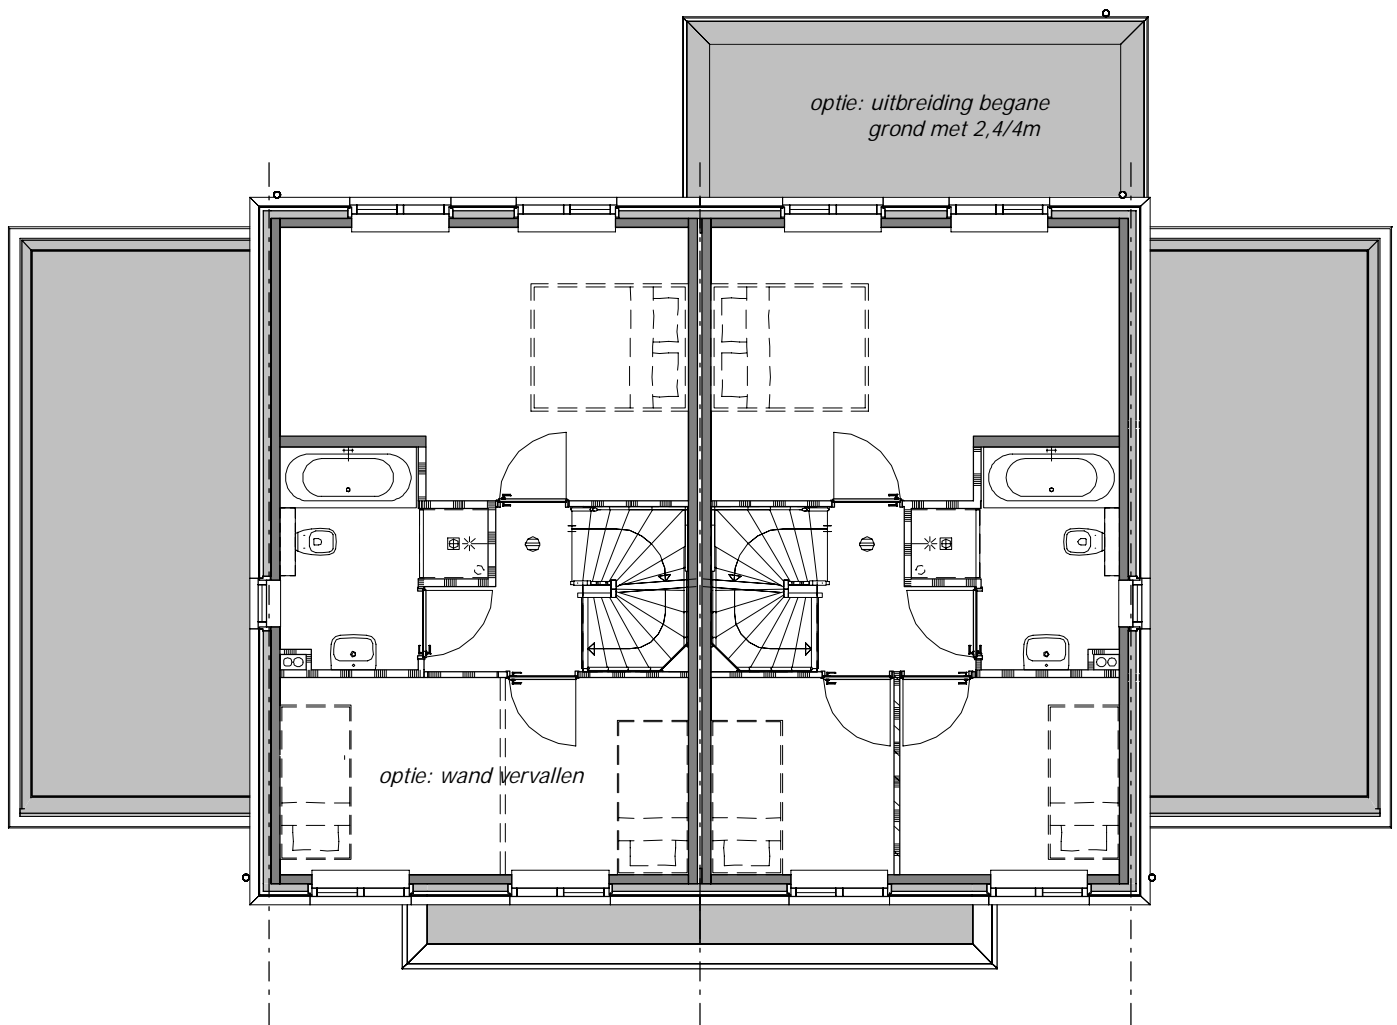 optie: uitbreiding begane
grond met 2,4/4m
optie: wand vervallen